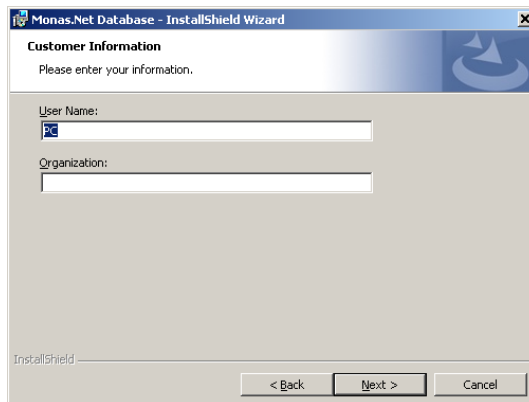 Monas.Net Database - InstallShield Wizard
Customer Information
Please enter your information.
User Name:
PC
Organization:
InstallShield
< Back
Next >
Cancel